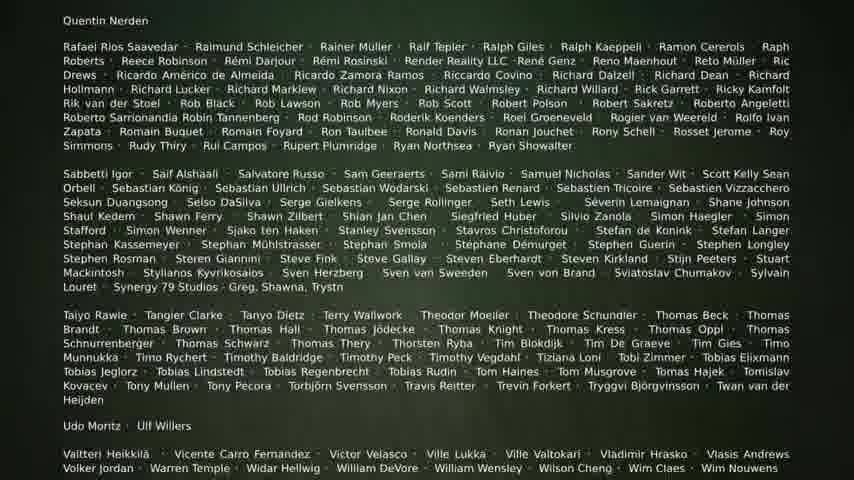 Quentin Nerden
Rafael Rios Saavedar · Raimund Schleicher · Rainer Müller · Ralf Tepler · Ralph Giles · Ralph Kaeppeli · Ramon Cererols · Raph
Roberts · Reece Robinson · Rémi Darjour · Rémi Rosinski · Render Reality LLC ·René Genz · Reno Maenhout · Reto Müller · Ric
Drews · Ricardo Américo de Almeida · Ricardo Zamora Ramos · Riccardo Covino · Richard Dalzell · Richard Dean · Richard
Hollmann · Richard Lucker · Richard Marklew · Richard Nixon · Richard Walmsley · Richard Willard · Rick Garrett · Ricky Kamfolt
Rik van der Stoel · Rob Black · Rob Lawson · Rob Myers · Rob Scott · Robert Polson · Robert Sakretz · Roberto Angeletti
Roberto Sarrionandia Robin Tannenberg · Rod Robinson · Roderik Koenders · Roel Groeneveld · Rogier van Weereld · Rolfo Ivan
Zapata · Romain Buquet · Romain Foyard · Ron Taulbee · Ronald Davis · Ronan Jouchet · Rony Schell · Rosset Jerome · Roy
Simmons · Rudy Thiry · Rui Campos · Rupert Plumridge · Ryan Northsea · Ryan Showalter
Sabbetti Igor · Saif Alshaali · Salvatore Russo · Sam Geeraerts · Sami Raivio · Samuel Nicholas · Sander Wit · Scott Kelly Sean
Orbell · Sebastian König · Sebastian Ullrich · Sebastian Wodarski · Sebastien Renard · Sebastien Tricoire · Sebastien Vizzacchero
Seksun Duangsong · Selso DaSilva · Serge Gielkens · Serge Rollinger · Seth Lewis · Séverin Lemaignan · Shane Johnson
Shaul Kedem · Shawn Ferry · Shawn Zilbert · Shian Jan Chen · Siegfried Huber · Silvio Zanola · Simon Haegler · Simon
Stafford · Simon Wenner · Sjako ten Haken · Stanley Svensson · Stavros Christoforou · Stefan de Konink · Stefan Langer
Stephan Kassemeyer · Stephan Mühlstrasser · Stephan Smola · Stéphane Démurget · Stephen Guerin · Stephen Longley
Stephen Rosman · Steren Giannini · Steve Fink · Steve Gallay · Steven Eberhardt · Steven Kirkland · Stijn Peeters · Stuart
Mackintosh · Stylianos Kyvrikosaios · Sven Herzberg · Sven van Sweeden · Sven von Brand · Sviatoslav Chumakov · Sylvain
Louret · Synergy 79 Studios - Greg, Shawna, Trystn
Taiyo Rawle · Tangier Clarke · Tanyo Dietz · Terry Wallwork · Theodor Moeller · Theodore Schundler · Thomas Beck · Thomas
Brandt · Thomas Brown · Thomas Hall · Thomas Jödecke · Thomas Knight · Thomas Kress · Thomas Oppl · Thomas
Schnurrenberger · Thomas Schwarz · Thomas Thery · Thorsten Ryba · Tim Blokdijk · Tim De Graeve · Tim Gies · Timo
Munnukka · Timo Rychert · Timothy Baldridge · Timothy Peck · Timothy Vegdahl · Tiziana Loni · Tobi Zimmer · Tobias Elixmann
Tobias Jeglorz · Tobias Lindstedt · Tobias Regenbrecht · Tobias Rudin · Tom Haines · Tom Musgrove · Tomas Hajek · Tomislav
Kovacev · Tony Mullen · Tony Pecora · Torbjörn Svensson · Travis Reitter · Trevin Forkert · Tryggvi Björgvinsson · Twan van der
Heijden
Udo Moritz · Ulf Willers
Valtteri Heikkilä · Vicente Carro Fernandez · Victor Velasco · Ville Lukka · Ville Valtokari · Vladimir Hrasko · Vlasis Andrews
Volker Jordan · Warren Temple · Widar Hellwig · William DeVore · William Wensley · Wilson Cheng · Wim Claes · Wim Nouwens